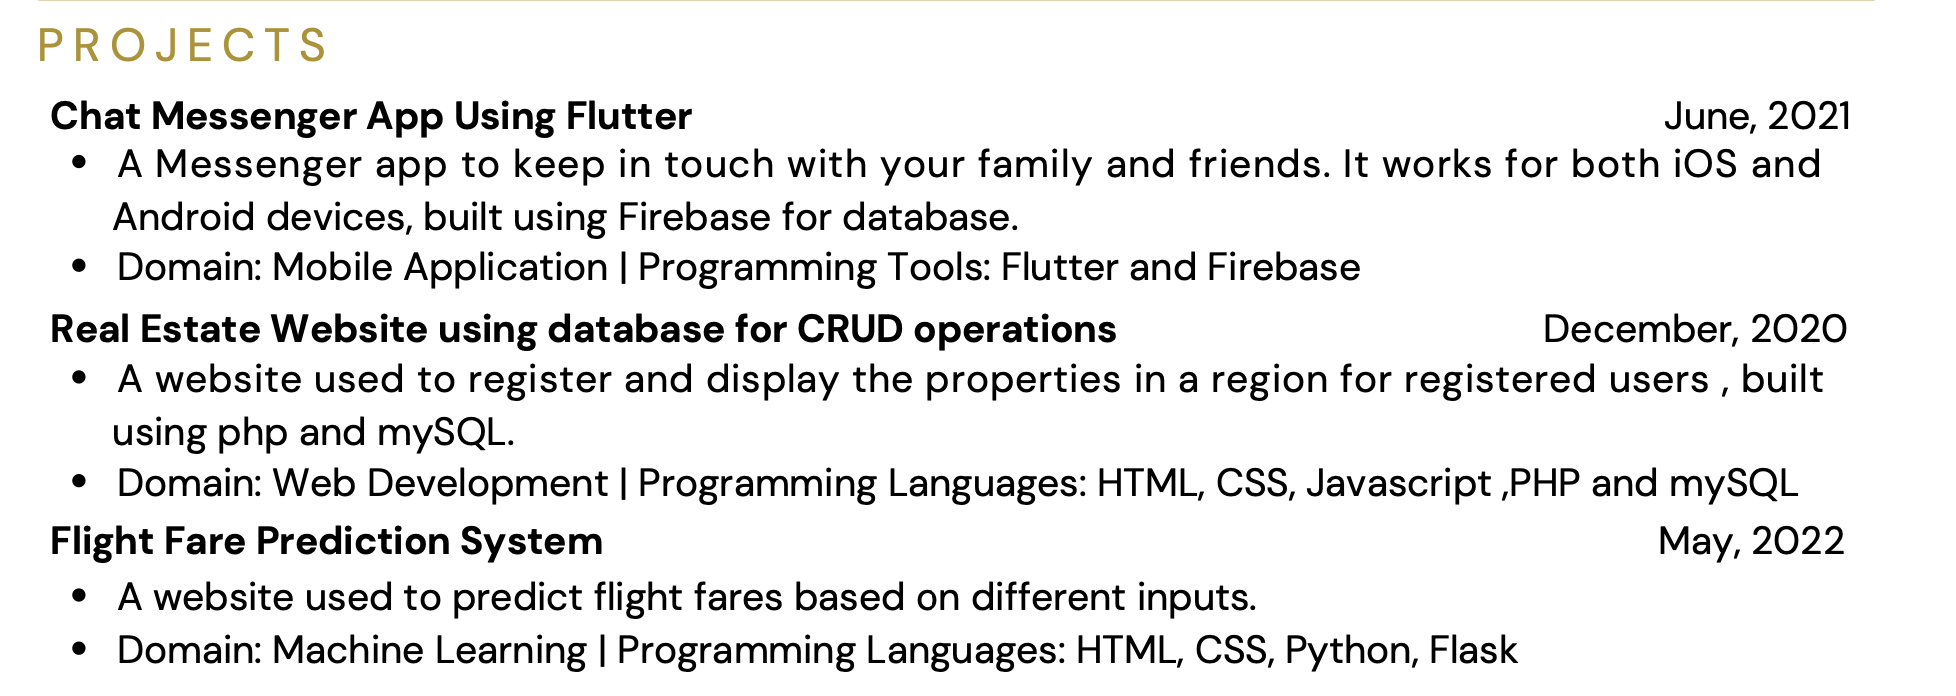 PROJECTS
Chat Messenger App Using Flutter June, 2021
• A Messenger app to keep in touch with your family and friends. It works for both iOS and
Android devices, built using Firebase for database.
• Domain: Mobile Application | Programming Tools: Flutter and Firebase
Real Estate Website using database for CRUD operations December, 2020
• A website used to register and display the properties in a region for registered users , built
using php and mySQL.
• Domain: Web Development | Programming Languages: HTML, CSS, Javascript ,PHP and mySQL
Flight Fare Prediction System May, 2022
• A website used to predict flight fares based on different inputs.
• Domain: Machine Learning | Programming Languages: HTML, CSS, Python, Flask